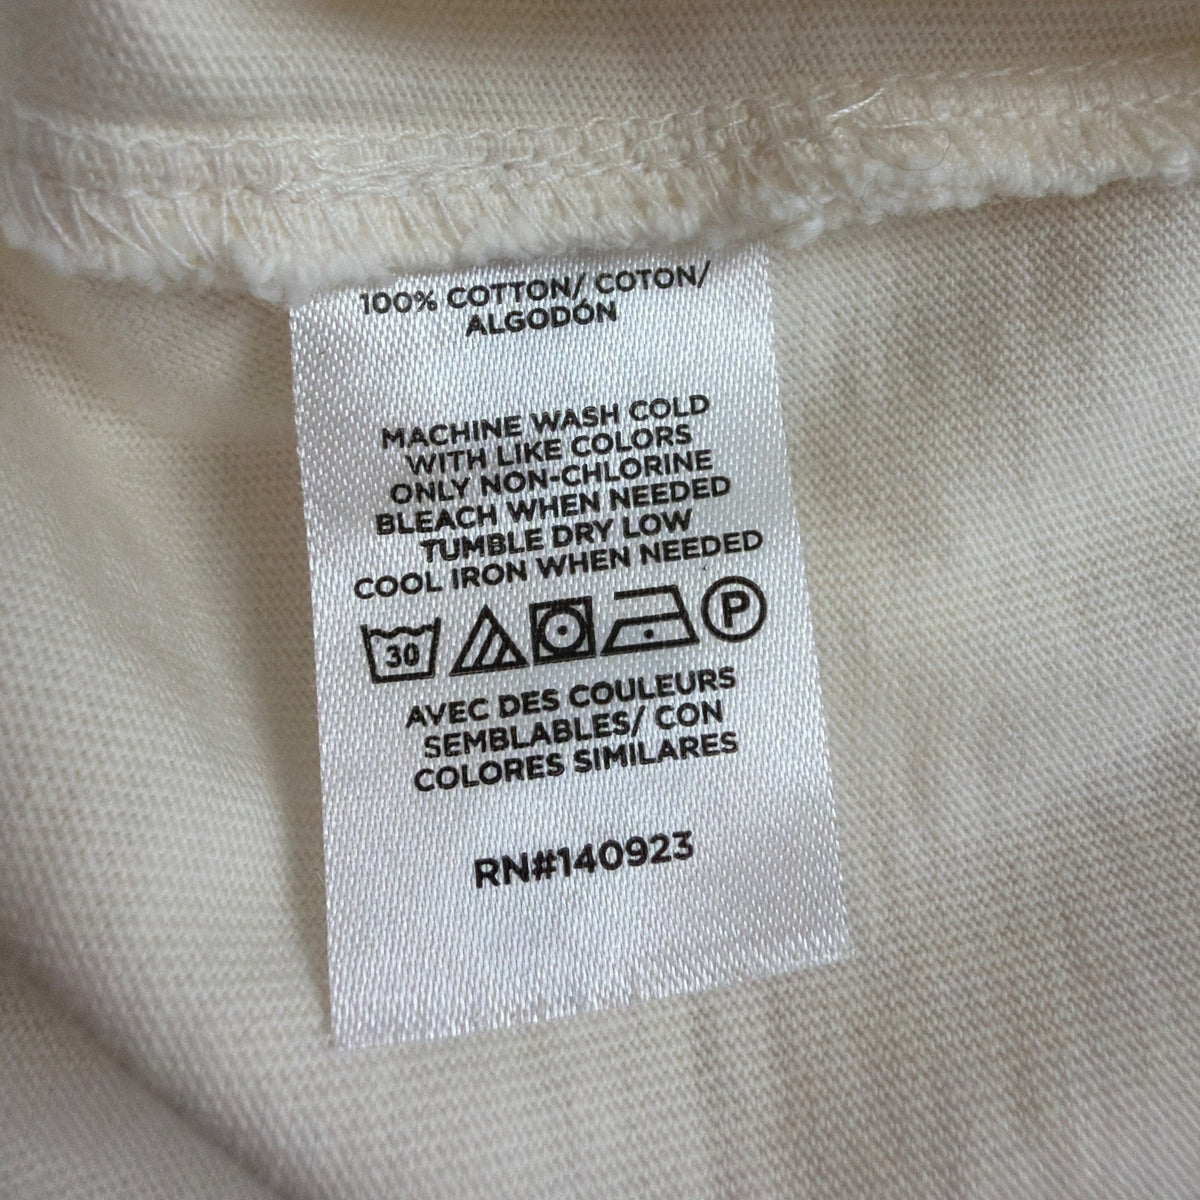 100% COTTON/ COTON/
ALGODÓN
MACHINE WASH COLD
WITH LIKE COLORS
ONLY NON-CHLORINE
BLEACH WHEN NEEDED
TUMBLE DRY LOW
COOL IRON WHEN NEEDED
30 P
AVEC DES COULEURS
SEMBLABLES/ CON
COLORES SIMILARES
RN#140923